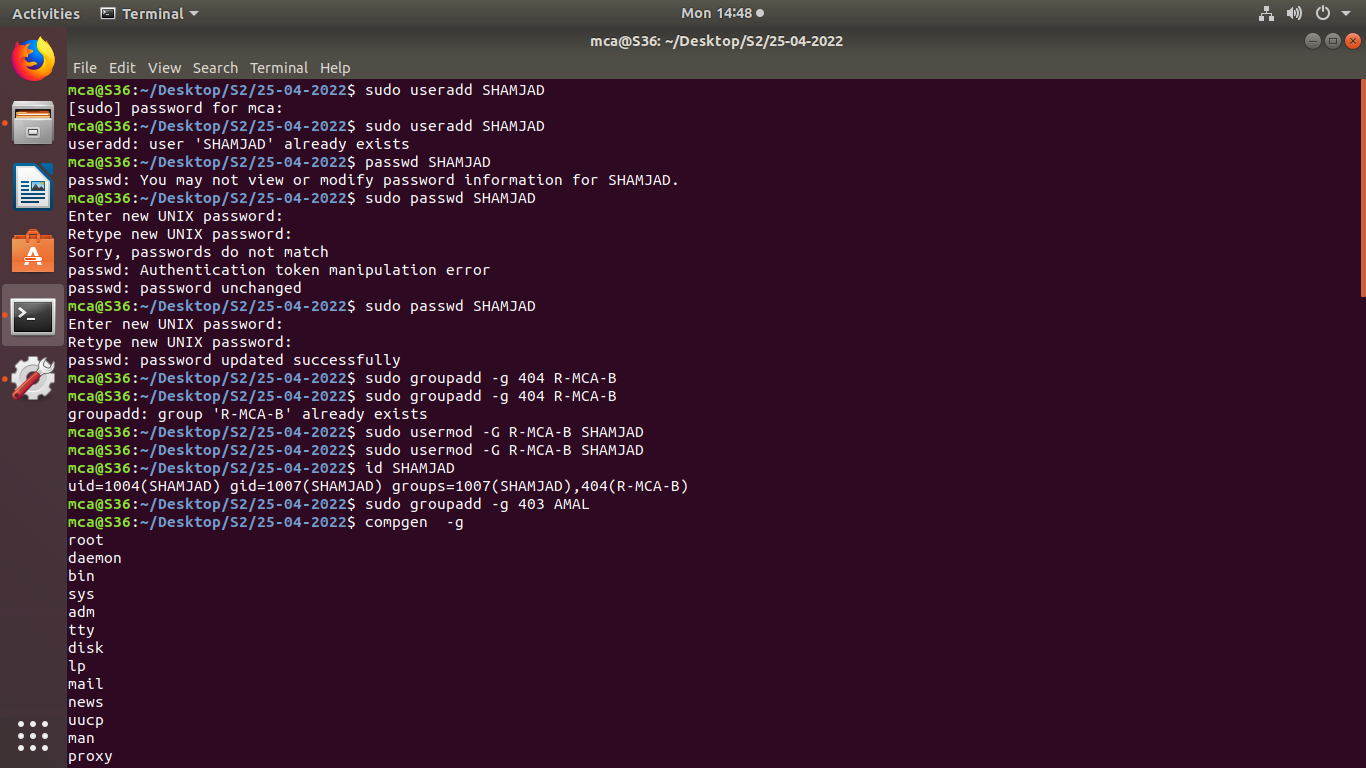 Activities Terminal Mon 14:48
mca@S36: ~/Desktop/S2/25-04-2022
File Edit View Search Terminal Help
mca@S36:~/Desktop/S2/25-04-2022$ sudo useradd SHAMJAD
[sudo] password for mca:
mca@S36:~/Desktop/S2/25-04-2022$ sudo useradd SHAMJAD
useradd: user 'SHAMJAD' already exists
mca@S36:~/Desktop/S2/25-04-2022$ passwd SHAMJAD
passwd: You may not view or modify password information for SHAMJAD.
mca@S36:~/Desktop/S2/25-04-2022$ sudo passwd SHAMJAD
Enter new UNIX password:
Retype new UNIX password:
Sorry, passwords do not match
passwd: Authentication token manipulation error
passwd: password unchanged
mca@S36:~/Desktop/S2/25-04-2022$ sudo passwd SHAMJAD
Enter new UNIX password:
Retype new UNIX password:
passwd: password updated successfully
mca@S36:~/Desktop/S2/25-04-2022$ sudo groupadd -g 404 R-MCA-B
mca@S36:~/Desktop/S2/25-04-2022$ sudo groupadd -g 404 R-MCA-B
groupadd: group 'R-MCA-B' already exists
mca@S36:~/Desktop/S2/25-04-2022$ sudo usermod -G R-MCA-B SHAMJAD
mca@S36:~/Desktop/S2/25-04-2022$ sudo usermod -G R-MCA-B SHAMJAD
mca@S36:~/Desktop/S2/25-04-2022$ id SHAMJAD
uid=1004(SHAMJAD) gid=1007(SHAMJAD) groups=1007(SHAMJAD),404(R-MCA-B)
mca@S36:~/Desktop/S2/25-04-2022$ sudo groupadd -g 403 AMAL
mca@S36:~/Desktop/S2/25-04-2022$ compgen  -g
root
daemon
bin
sys
adm
tty
disk
lp
mail
news
uucp
man
proxy